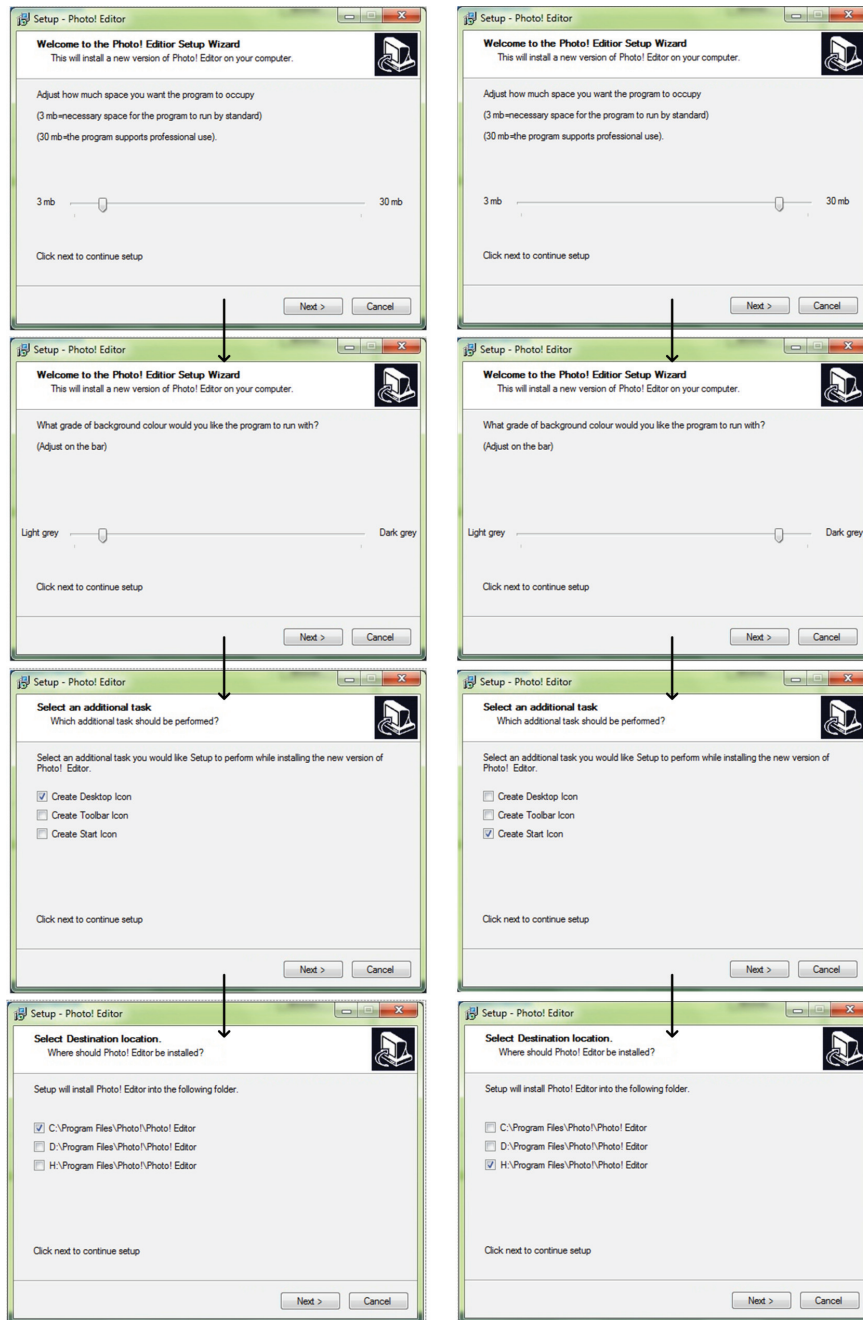 Setup - Photo! Editor
Welcome to the Photo! Editior Setup Wizard
This will install a new version of Photo! Editor on your computer.
Adjust how much space you want the program to occupy
(3 mb=necessary space for the program to run by standard)
(30 mb=the program supports professional use).
3 mb
30 mb
Click next to continue setup
Next >
Cancel
Setup - Photo! Editor
Welcome to the Photo! Editior Setup Wizard
This will install a new version of Photo! Editor on your computer.
What grade of background colour would you like the program to run with?
(Adjust on the bar)
Light grey
Dark grey
Click next to continue setup
Next >
Cancel
Setup - Photo! Editor
Select an additional task
Which additional task should be performed?
Select an additional task you would like Setup to perform while installing the new version of
Photo! Editor.
Create Desktop Icon
Create Toolbar Icon
Create Start Icon
Click next to continue setup
Next >
Cancel
Setup - Photo! Editor
Select Destination location.
Where should Photo! Editor be installed?
Setup will install Photo! Editor into the following folder.
C:\Program Files\Photo!\Photo! Editor
D:\Program Files\Photo!\Photo! Editor
H:\Program Files\Photo!\Photo! Editor
Click next to continue setup
Next >
Cancel
Setup - Photo! Editor
Welcome to the Photo! Editior Setup Wizard
This will install a new version of Photo! Editor on your computer.
Adjust how much space you want the program to occupy
(3 mb=necessary space for the program to run by standard)
(30 mb=the program supports professional use).
3 mb
30 mb
Click next to continue setup
Next >
Cancel
Setup - Photo! Editor
Welcome to the Photo! Editior Setup Wizard
This will install a new version of Photo! Editor on your computer.
What grade of background colour would you like the program to run with?
(Adjust on the bar)
Light grey
Dark grey
Click next to continue setup
Next >
Cancel
Setup - Photo! Editor
Select an additional task
Which additional task should be performed?
Select an additional task you would like Setup to perform while installing the new version of
Photo! Editor.
Create Desktop Icon
Create Toolbar Icon
Create Start Icon
Click next to continue setup
Next >
Cancel
Setup - Photo! Editor
Select Destination location.
Where should Photo! Editor be installed?
Setup will install Photo! Editor into the following folder.
C:\Program Files\Photo!\Photo! Editor
D:\Program Files\Photo!\Photo! Editor
H:\Program Files\Photo!\Photo! Editor
Click next to continue setup
Next >
Cancel